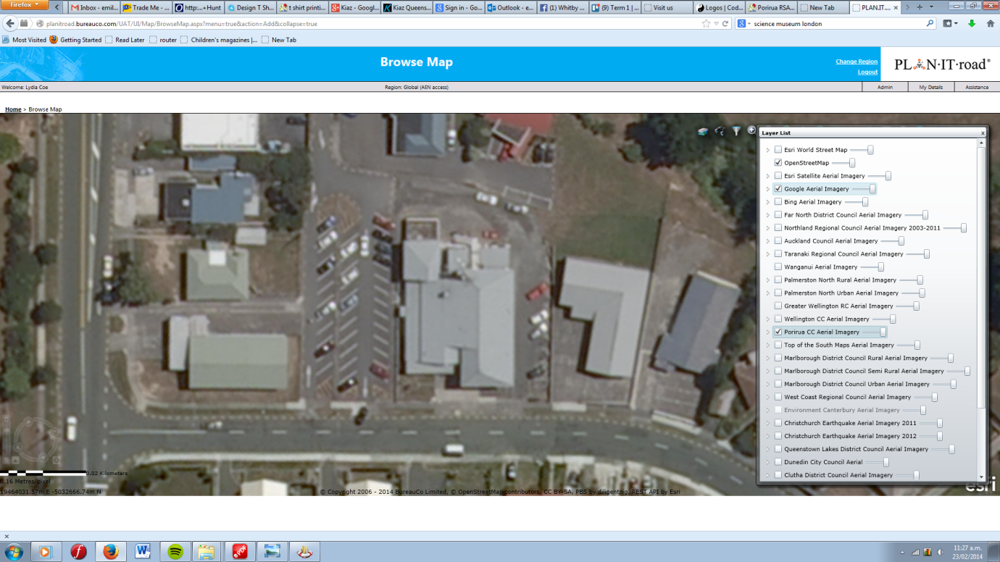 Firefox
Inbox - emil...
Trade Me - ...
http:...+Hunt
Design T Sh...
t shirt printi...
Kiaz - Googl...
Kiaz Queens...
Sign in - Go...
Outlook - e...
(1) Whitby ...
(9) Term 1 | ...
Visit us
Logos | Cod...
Porirua RSA...
New Tab
PLAN.IT....
planitroad.bureauco.com/UAT/UI/Map/BrowseMap.aspx?menu=true&action=Add&collapse=true
science museum london
Most Visited
Getting Started
Read Later
router
Children's magazines |...
New Tab
Browse Map
Change Region
Logout
PLAN·IT·road®
Welcome: Lydia Coe
Region: Global (AEN access)
Admin
My Details
Assistance
Home > Browse Map
Layer List
x
Esri World Street Map
OpenStreetMap
Esri Satellite Aerial Imagery
Google Aerial Imagery
Bing Aerial Imagery
Far North District Council Aerial Imagery
Northland Regional Council Aerial Imagery 2003-2011
Auckland Council Aerial Imagery
Taranaki Regional Council Aerial Imagery
Wanganui Aerial Imagery
Palmerston North Rural Aerial Imagery
Palmerston North Urban Aerial Imagery
Greater Wellington RC Aerial Imagery
Wellington CC Aerial Imagery
Porirua CC Aerial Imagery
Top of the South Maps Aerial Imagery
Marlborough District Council Rural Aerial Imagery
Marlborough District Council Semi Rural Aerial Imagery
Marlborough District Council Urban Aerial Imagery
West Coast Regional Council Aerial Imagery
Environment Canterbury Aerial Imagery
Christchurch Earthquake Aerial Imagery 2011
Christchurch Earthquake Aerial Imagery 2012
Queenstown Lakes District Council Aerial Imagery
Dunedin City Council Aerial
Clutha District Council Aerial Imagery
0.02 Kilometers
0.16 Metres/pixel
19464031.57m E -5032666.74m N
© Copyright 2006 - 2014 BureauCo Limited, © OpenStreetMap contributors, CC BY-SA, PBS by diligentpig, REST API by Esri
esri
11:27 a.m.
23/02/2014